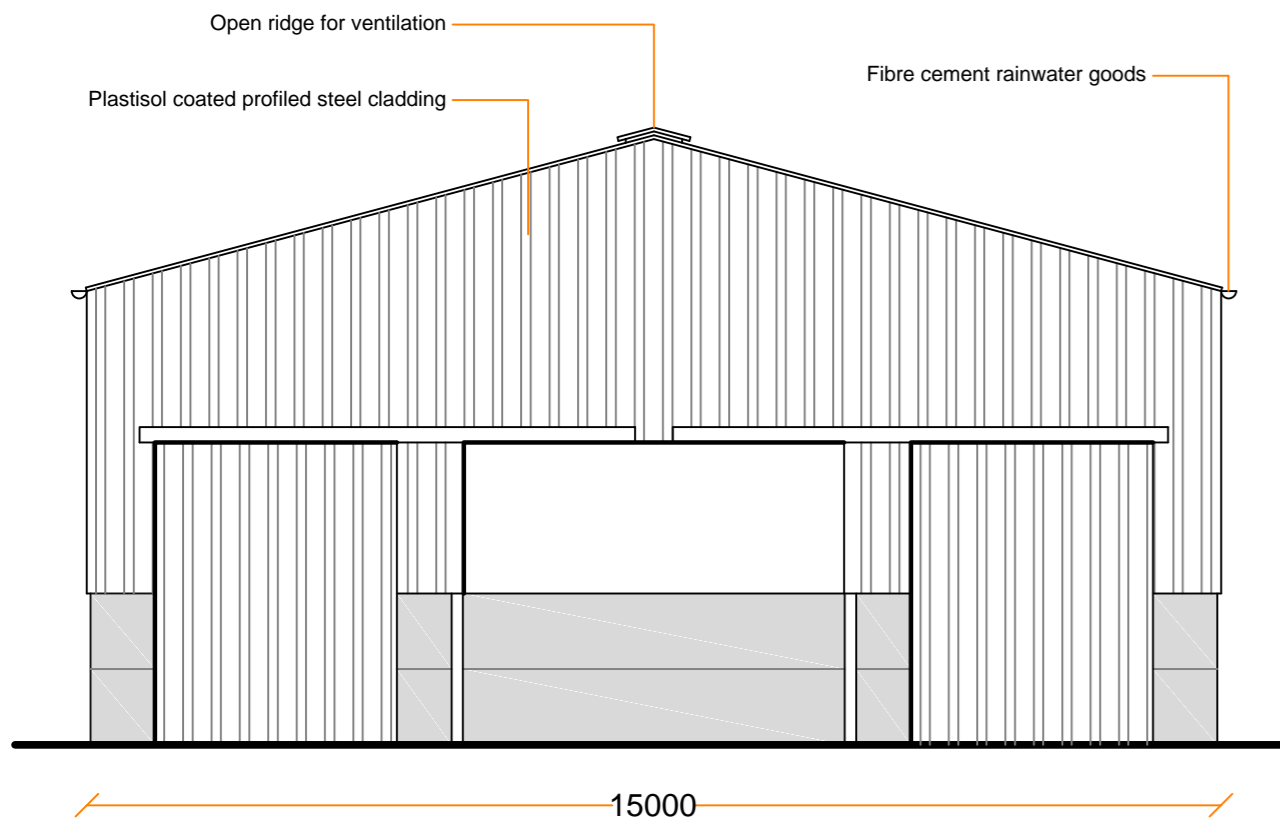 Open ridge for ventilation
Fibre cement rainwater goods
Plastisol coated profiled steel cladding
15000